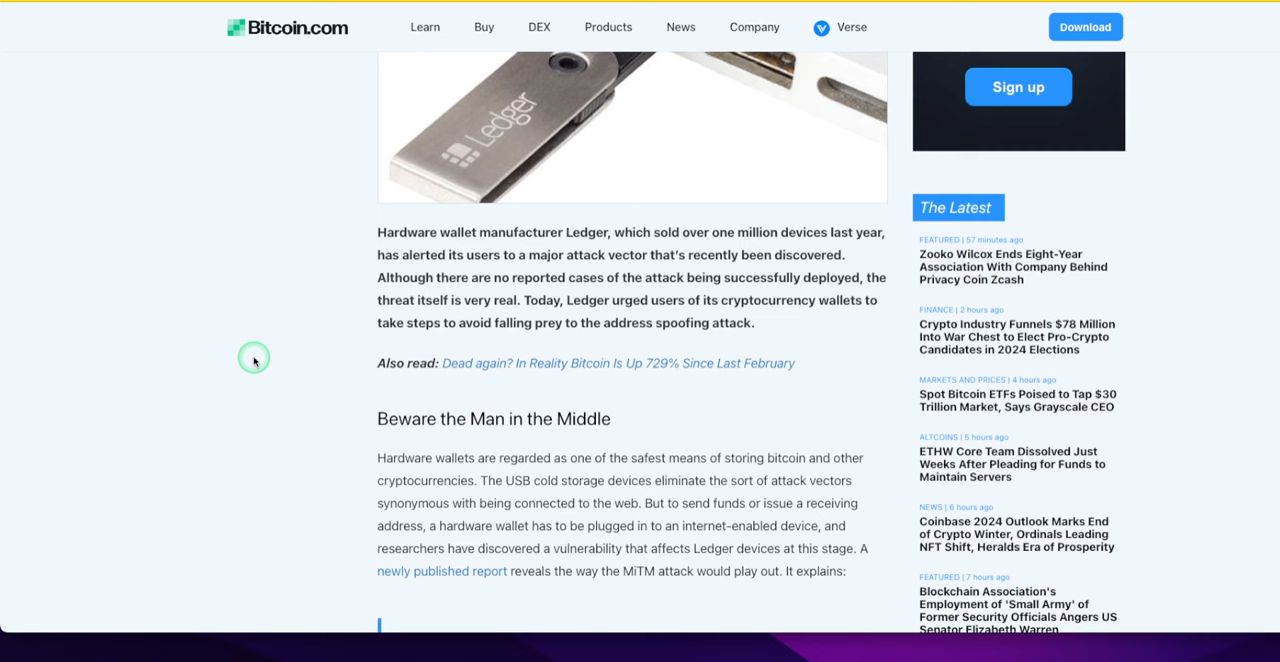 Bitcoin.com
Learn
Buy
DEX
Products
News
Company
Verse
Download
Ledger
Sign up
Hardware wallet manufacturer Ledger, which sold over one million devices last year,
has alerted its users to a major attack vector that's recently been discovered.
Although there are no reported cases of the attack being successfully deployed, the
threat itself is very real. Today, Ledger urged users of its cryptocurrency wallets to
take steps to avoid falling prey to the address spoofing attack.
Also read: Dead again? In Reality Bitcoin Is Up 729% Since Last February
Beware the Man in the Middle
Hardware wallets are regarded as one of the safest means of storing bitcoin and other
cryptocurrencies. The USB cold storage devices eliminate the sort of attack vectors
synonymous with being connected to the web. But to send funds or issue a receiving
address, a hardware wallet has to be plugged in to an internet-enabled device, and
researchers have discovered a vulnerability that affects Ledger devices at this stage. A
newly published report reveals the way the MiTM attack would play out. It explains:
The Latest
FEATURED | 57 minutes ago
Zooko Wilcox Ends Eight-Year
Association With Company Behind
Privacy Coin Zcash
FINANCE | 2 hours ago
Crypto Industry Funnels $78 Million
Into War Chest to Elect Pro-Crypto
Candidates in 2024 Elections
MARKETS AND PRICES | 4 hours ago
Spot Bitcoin ETFs Poised to Tap $30
Trillion Market, Says Grayscale CEO
ALTCOINS | 5 hours ago
ETHW Core Team Dissolved Just
Weeks After Pleading for Funds to
Maintain Servers
NEWS | 6 hours ago
Coinbase 2024 Outlook Marks End
of Crypto Winter, Ordinals Leading
NFT Shift, Heralds Era of Prosperity
FEATURED | 7 hours ago
Blockchain Association's
Employment of 'Small Army' of
Former Security Officials Angers US
Senator Elizabeth Warren